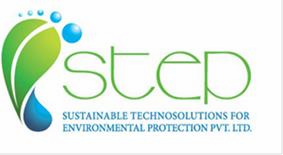 step
SUSTAINABLE TECHNOSOLUTIONS FOR
ENVIRONMENTAL PROTECTION PVT. LTD.